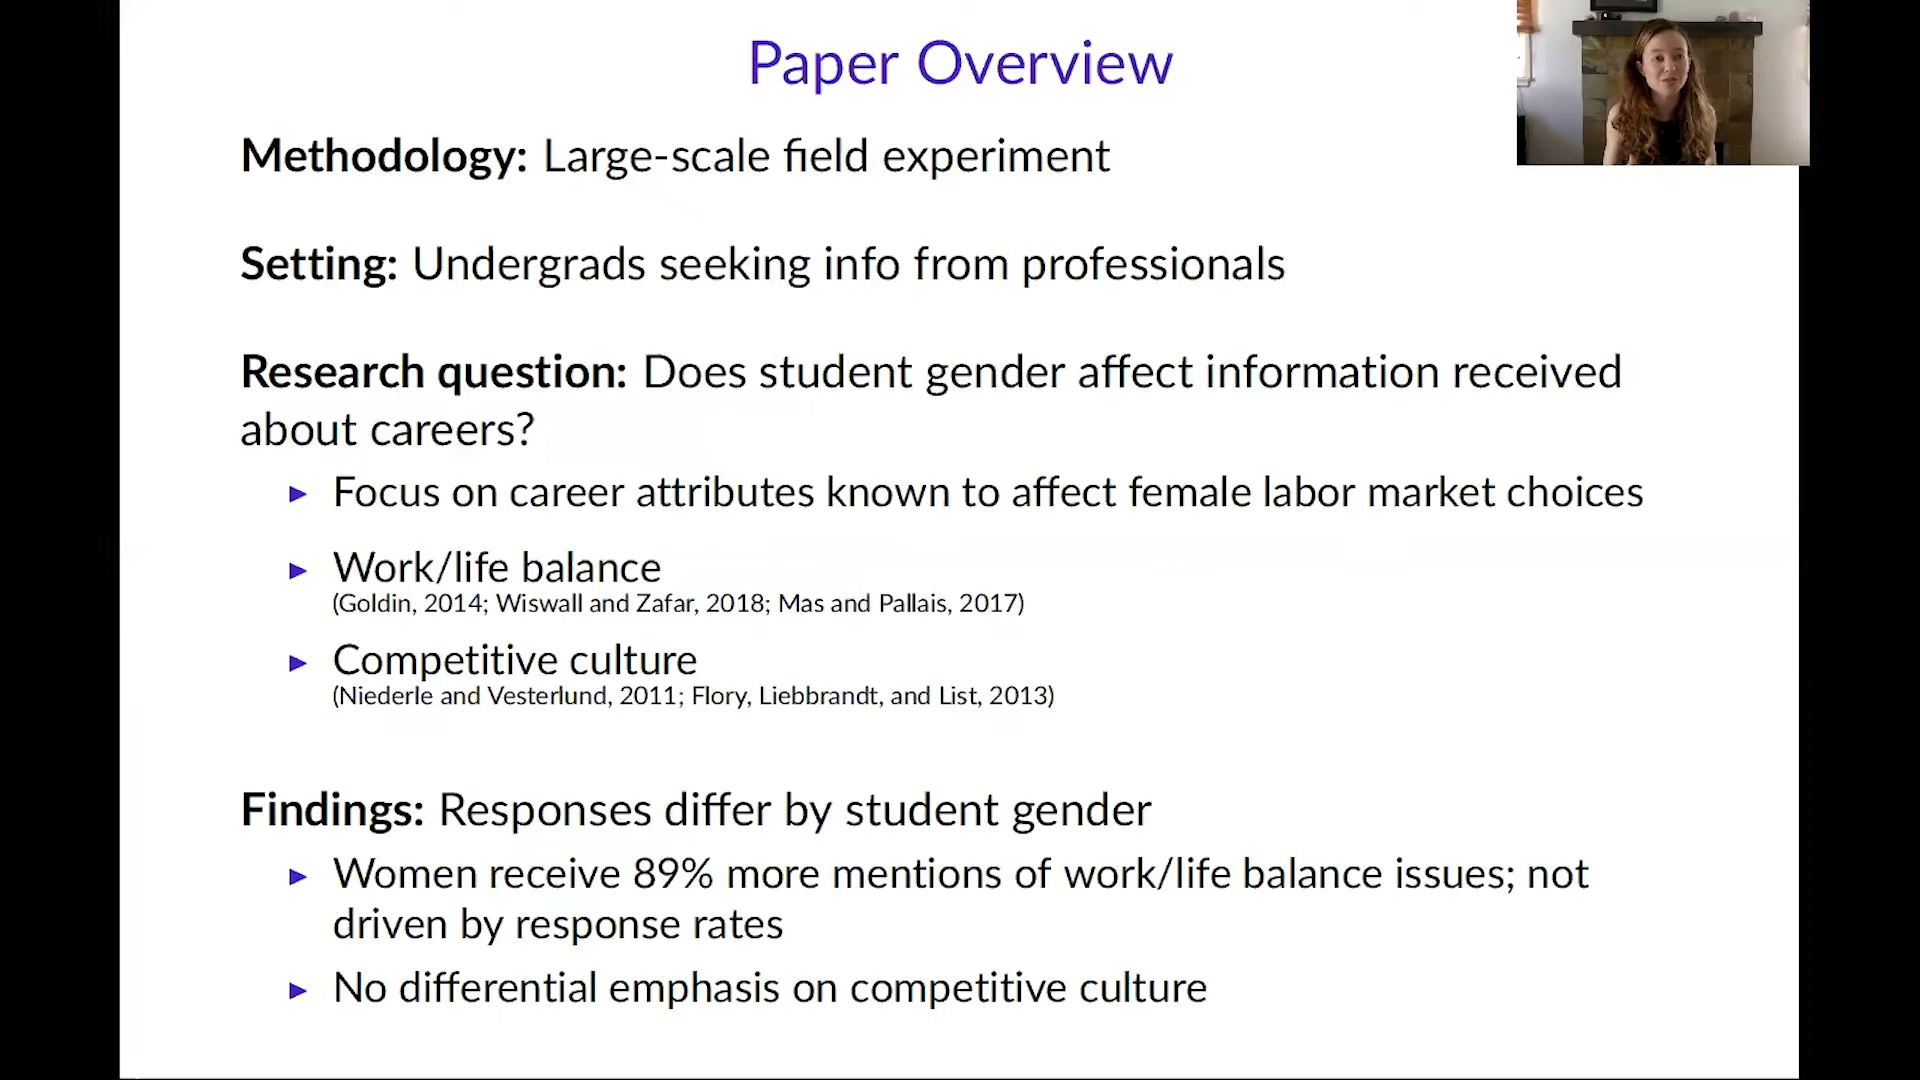 Paper Overview
Methodology: Large-scale field experiment
Setting: Undergrads seeking info from professionals
Research question: Does student gender affect information received
about careers?
► Focus on career attributes known to affect female labor market choices
► Work/life balance
(Goldin, 2014; Wiswall and Zafar, 2018; Mas and Pallais, 2017)
► Competitive culture
(Niederle and Vesterlund, 2011; Flory, Liebbrandt, and List, 2013)
Findings: Responses differ by student gender
► Women receive 89% more mentions of work/life balance issues; not
driven by response rates
► No differential emphasis on competitive culture